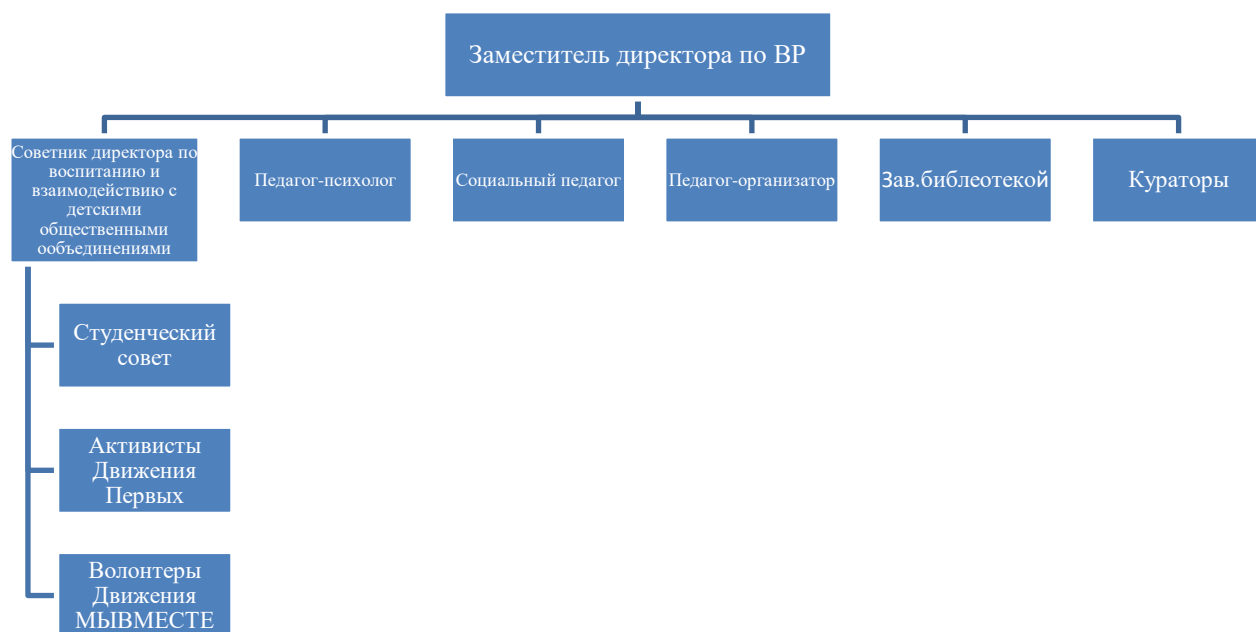 Заместитель директора по ВР
Советник директора по
воспитанию и
взаимодействию с
детскими
общественными
ообъединениями
Педагог-психолог
Социальный педагог
Педагог-организатор
Зав.библеотекой
Кураторы
Студенческий
совет
Активисты
Движения
Первых
Волонтеры
Движения
МЫВМЕСТЕ